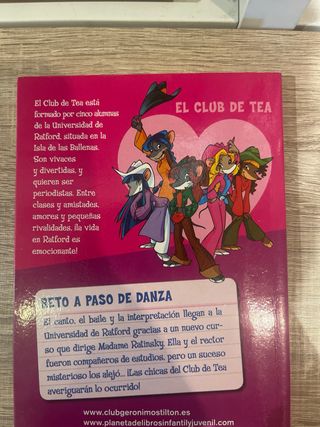 EL CLUB DE TEA
El Club de Tea está
formado por cinco alumnas
de la Universidad de
Ratford, situada en la
Isla de las Ballenas.
Son vivaces
y divertidas, y
quieren ser
periodistas. Entre
clases y amistades,
amores y pequeñas
rivalidades, ¡la vida
en Ratford es
emocionante!
RETO A PASO DE DANZA
El canto, el baile y la interpretación llegan a la
Universidad de Ratford gracias a un nuevo cur-
so que dirige Madame Ratinsky. Ella y el rector
fueron compañeros de estudios, pero un suceso
misterioso los alejó... ¡Las chicas del Club de Tea
averiguarán lo ocurrido!
www.clubgeronimostilton.es
www.planetadelibrosinfantilyjuvenil.com